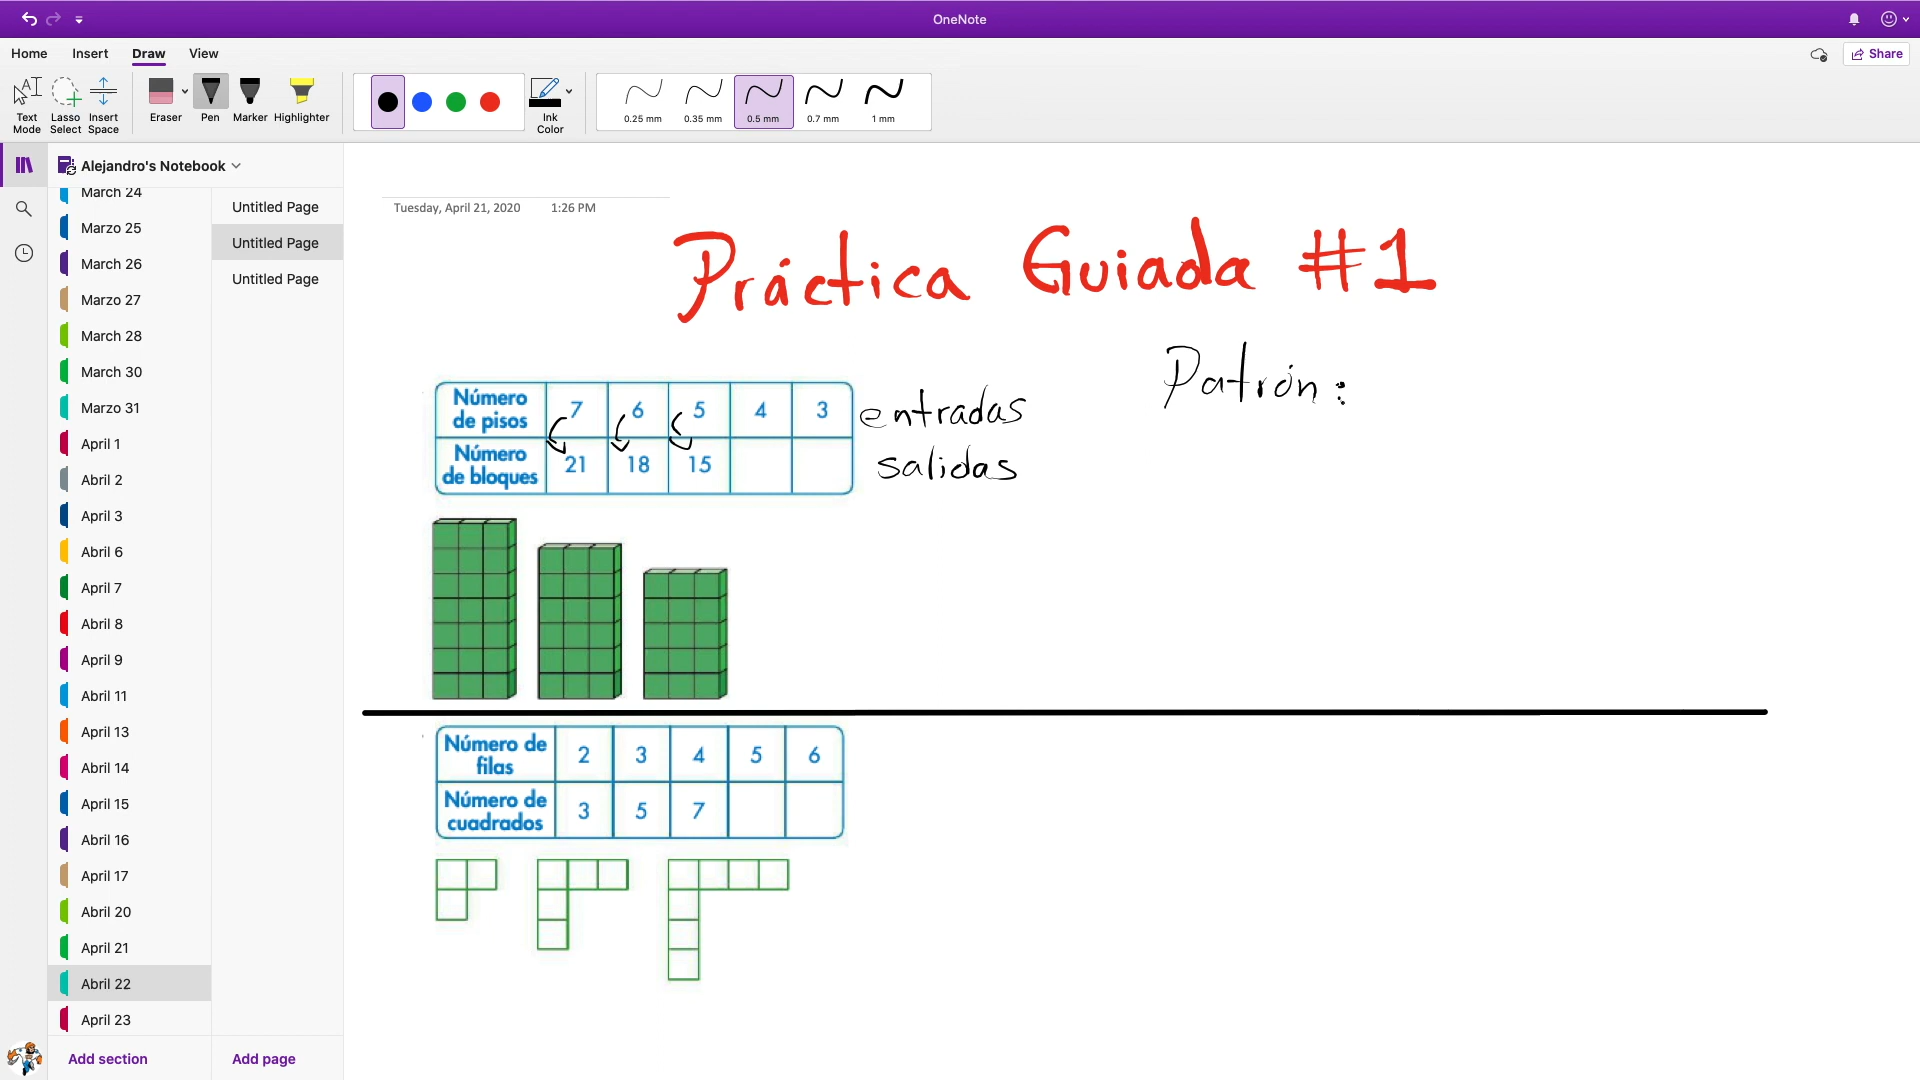 OneNote
Home Insert Draw View
Share
Text Mode
Lasso Select
Insert Space
Eraser
Pen
Marker
Highlighter
Ink Color
0.25 mm
0.35 mm
0.5 mm
0.7 mm
1 mm
Alejandro's Notebook
March 24
Marzo 25
March 26
Marzo 27
March 28
March 30
Marzo 31
April 1
Abril 2
April 3
Abril 6
April 7
Abril 8
April 9
Abril 11
April 13
Abril 14
April 15
Abril 16
April 17
Abril 20
April 21
Abril 22
April 23
Add section
Untitled Page
Untitled Page
Untitled Page
Add page
Tuesday, April 21, 2020 1:26 PM
Práctica Guiada #1
Patrón:
Número de pisos 7 6 5 4 3 entradas
Número de bloques 21 18 15 salidas
Número de filas 2 3 4 5 6
Número de cuadrados 3 5 7